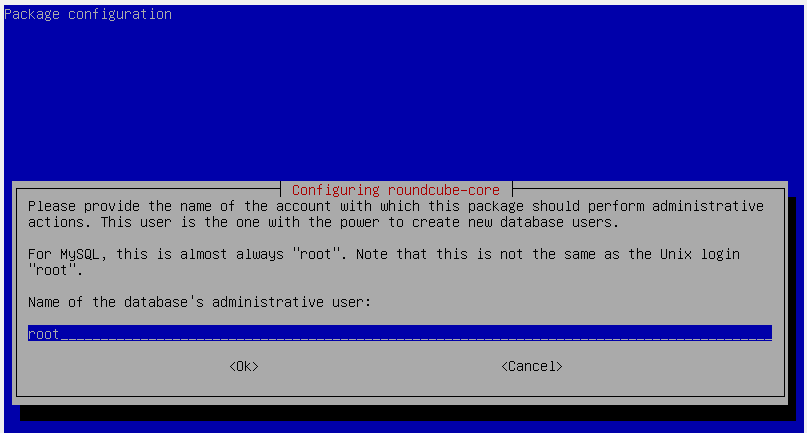 Package configuration
Configuring roundcube-core
Please provide the name of the account with which this package should perform administrative
actions. This user is the one with the power to create new database users.
For MySQL, this is almost always "root". Note that this is not the same as the Unix login
"root".
Name of the database's administrative user:
root
<Ok> <Cancel>